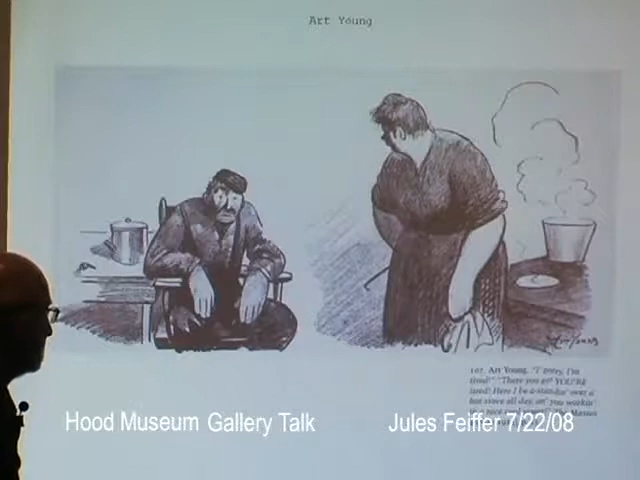 Art Young
107. Art Young. "I gorry, I'm
tired!" "There you go! YOU'RE
tired! Here I be a-standin' over a
hot stove all day, an' you workin'
Hood Museum Gallery Talk
Jules Feiffer 7/22/08